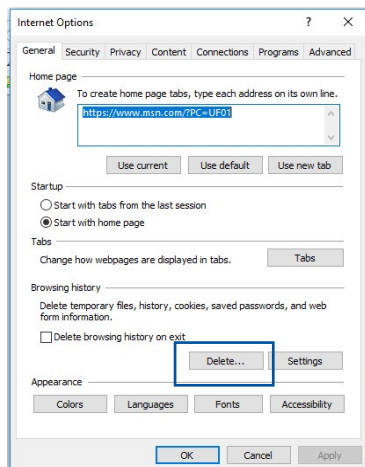 Internet Options ? ×
General Security Privacy Content Connections Programs Advanced
Home page
To create home page tabs, type each address on its own line.
https://www.msn.com/?PC=UF01
Use current Use default Use new tab
Startup
Start with tabs from the last session
Start with home page
Tabs
Change how webpages are displayed in tabs. Tabs
Browsing history
Delete temporary files, history, cookies, saved passwords, and web
form information.
Delete browsing history on exit
Delete... Settings
Appearance
Colors Languages Fonts Accessibility
OK Cancel Apply